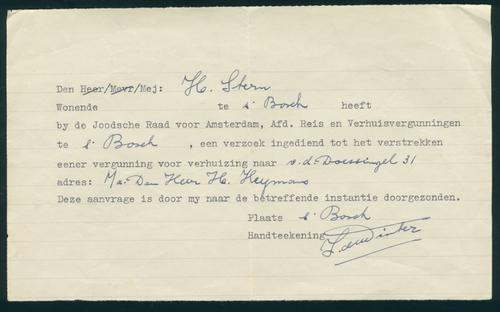 Den Heer/Mevr/Mej: H. Stern
Wonende te s' Bosch heeft
by de Joodsche Raad voor Amsterdam, Afd. Reis en Verhuisvergunningen
te s' Bosch , een verzoek ingediend tot het verstrekken
eener vergunning voor verhuizing naar v.d. Does singel 31
adres: Den Heer H. Heymans
Deze aanvrage is door my naar de betreffende instantie doorgezonden.
Plaats s' Bosch
Handteekening